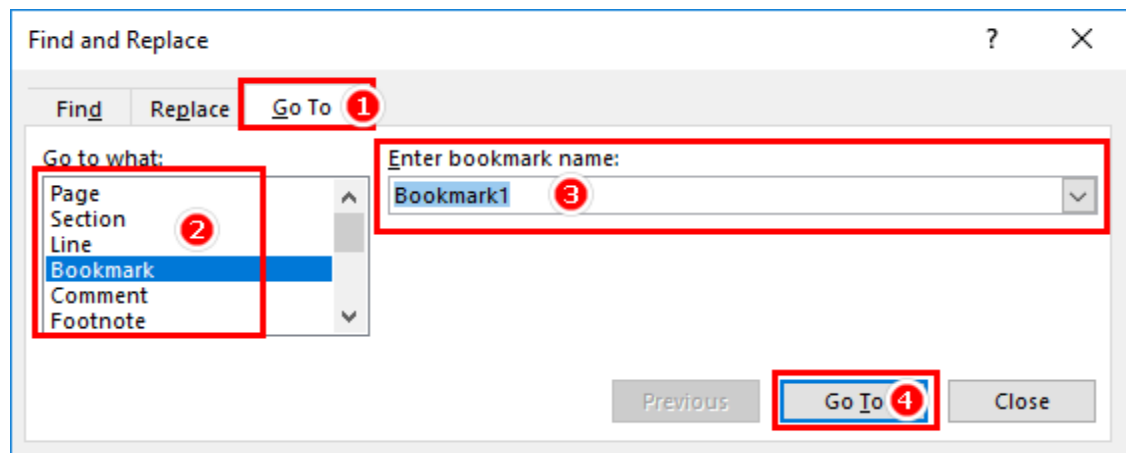 Find and Replace ? ×
Find Replace Go To 1
Go to what: Enter bookmark name:
Page Bookmark1 3
Section
2
Line
Bookmark
Comment
Footnote
Previous Go To 4 Close